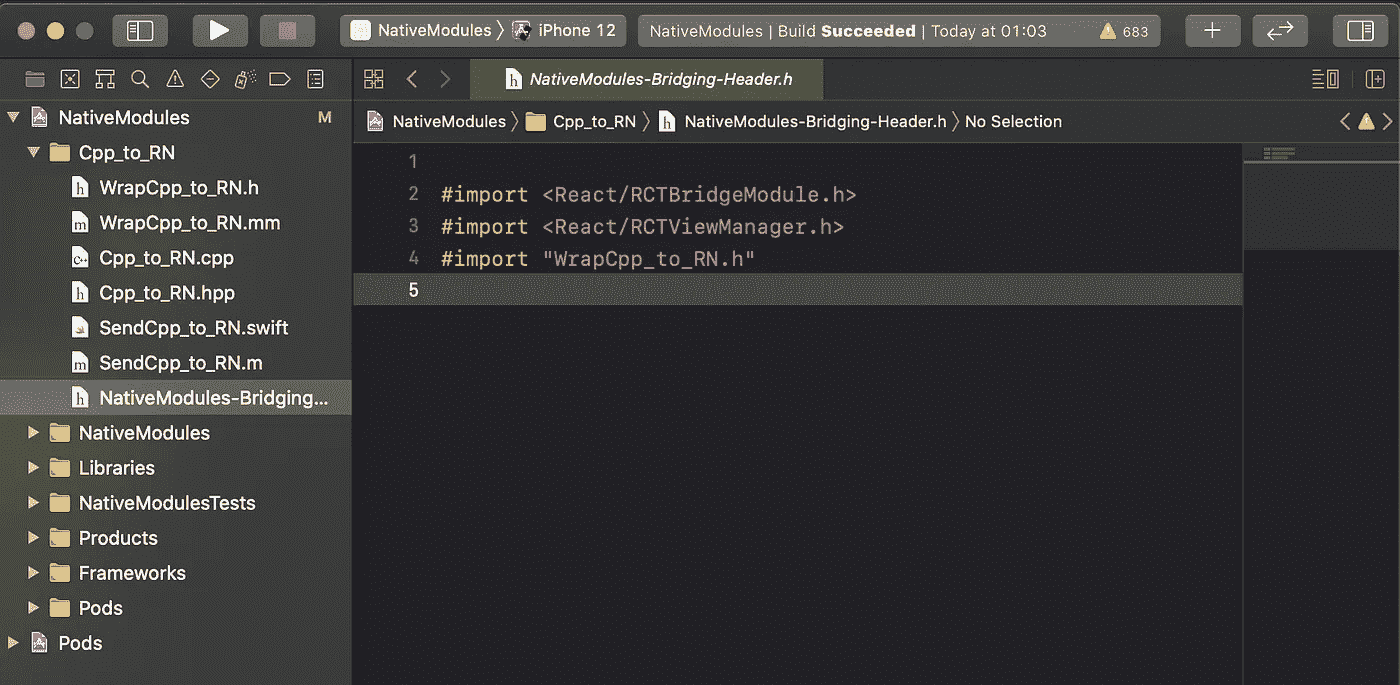 NativeModules 〉 iPhone 12
NativeModules | Build Succeeded | Today at 01:03
683
NativeModules-Bridging-Header.h
NativeModules M
NativeModules 〉 Cpp_to_RN 〉 h NativeModules-Bridging-Header.h 〉 No Selection
Cpp_to_RN
h WrapCpp_to_RN.h
m WrapCpp_to_RN.mm
C++ Cpp_to_RN.cpp
h Cpp_to_RN.hpp
SendCpp_to_RN.swift
m SendCpp_to_RN.m
h NativeModules-Bridging...
NativeModules
Libraries
NativeModulesTests
Products
Frameworks
Pods
Pods
1
2 #import <React/RCTBridgeModule.h>
3 #import <React/RCTViewManager.h>
4 #import "WrapCpp_to_RN.h"
5